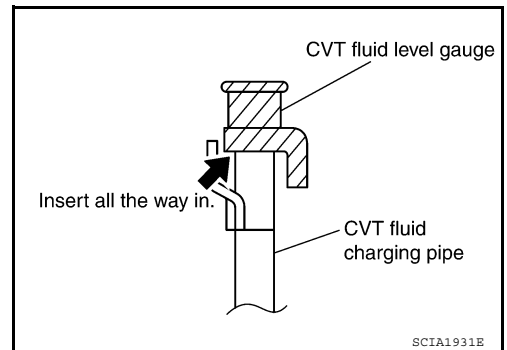 CVT fluid level gauge
Insert all the way in.
CVT fluid
charging pipe
SCIA1931E